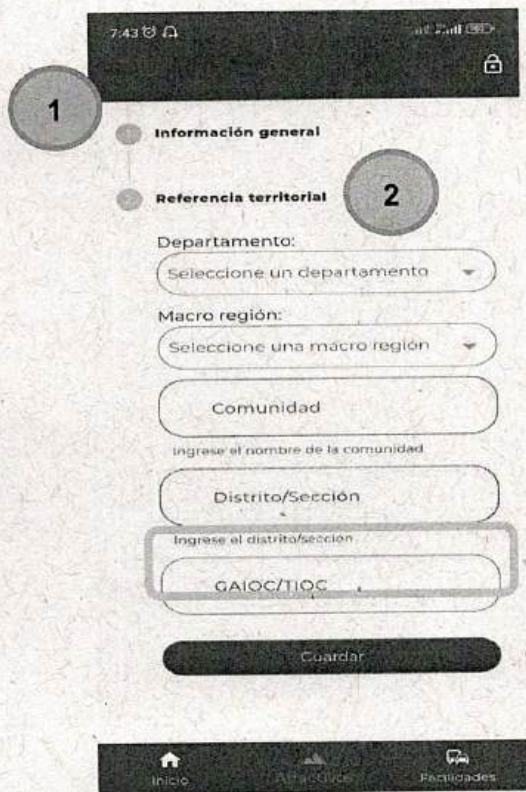 7:43
1
Información general
Referencia territorial
2
Departamento:
Seleccione un departamento
Macro región:
Seleccione una macro región
Comunidad
Ingrese el nombre de la comunidad
Distrito/Sección
Ingrese el distrito/sección
GAIOC/TIOC
Guardar
Inicio
Atractivos
Facilidades